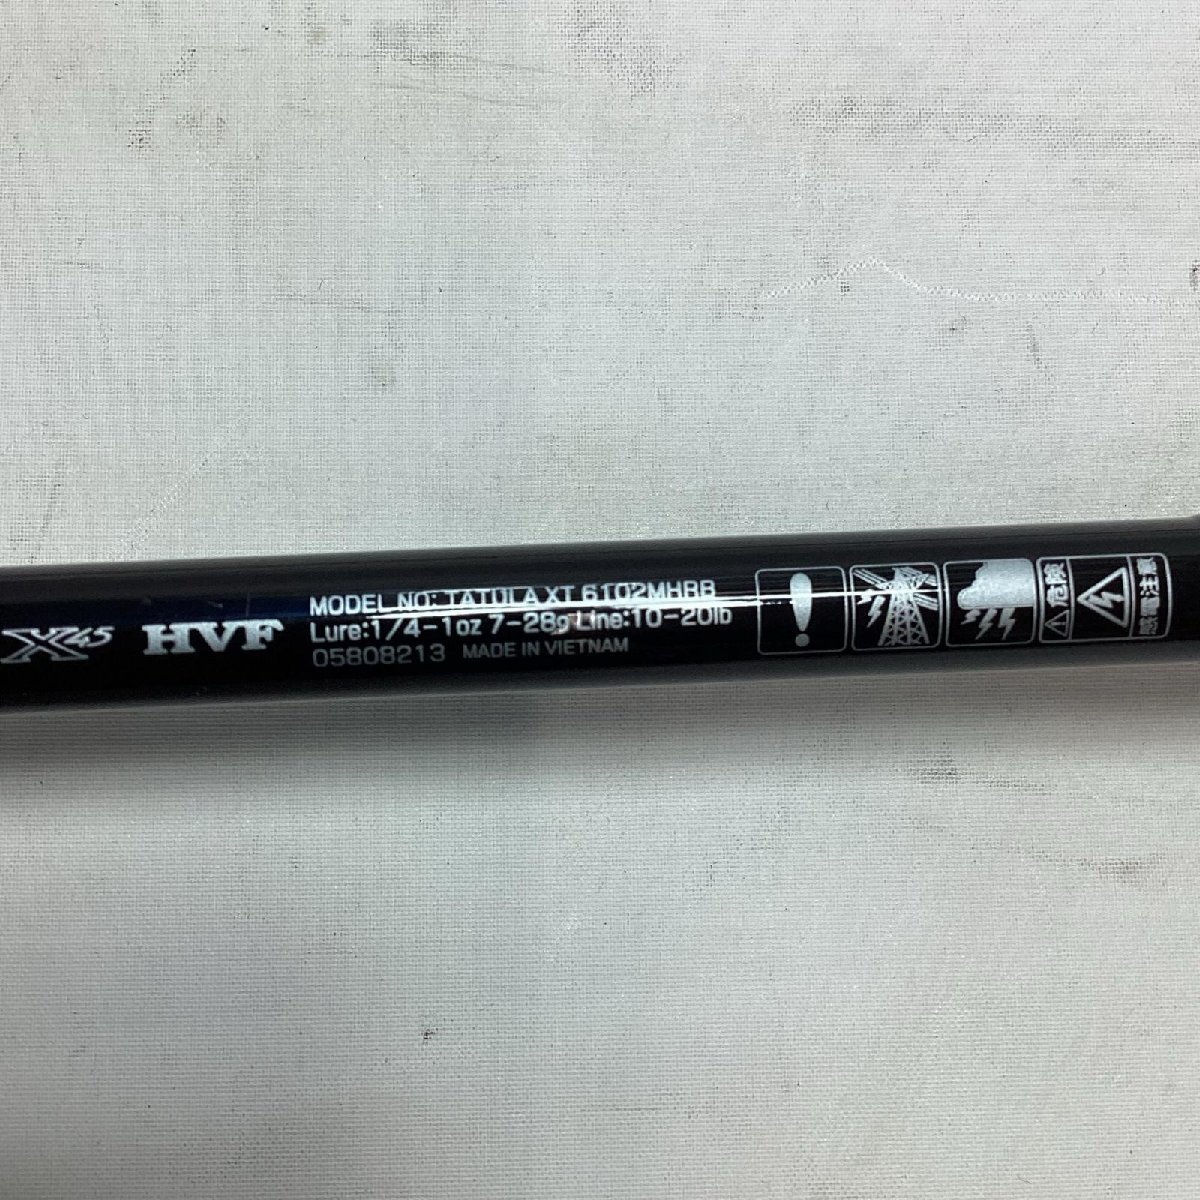 X45 HVF
MODEL NO: TATULA XT 6102MHRB
Lure:1/4-1oz 7-28g Line:10-20lb
05808213 MADE IN VIETNAM
危険
感電注意